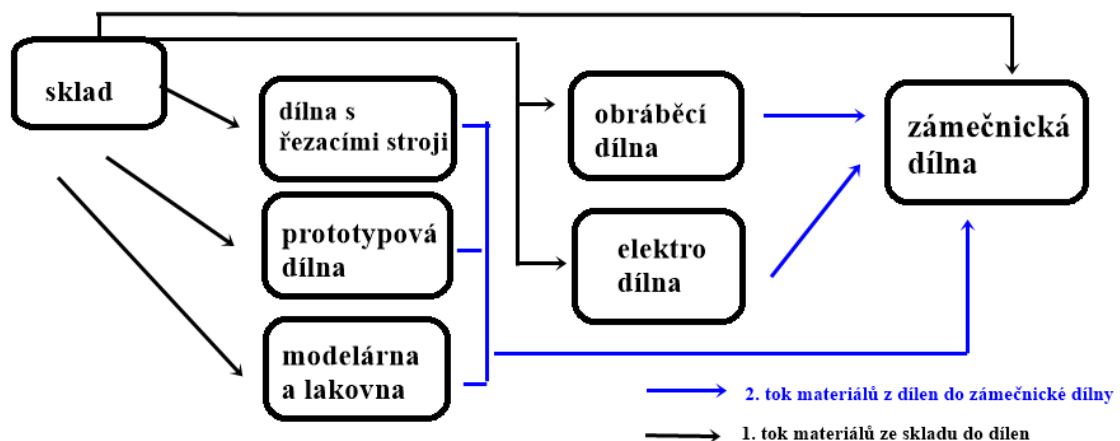 sklad
dílna s
řezacími stroji
prototypová
dílna
modelárna
a lakovna
obráběcí
dílna
elektro
dílna
zámečnická
dílna
2. tok materiálů z dílen do zámečnické dílny
1. tok materiálů ze skladu do dílen